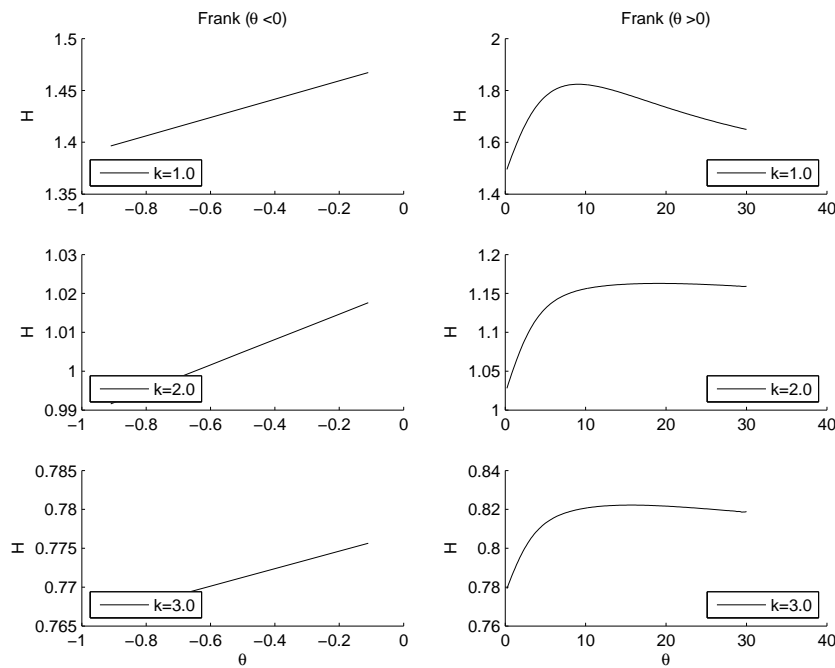 Frank (θ <0)
1.5
1.45
1.4
1.35
H
k=1.0
−1 −0.8 −0.6 −0.4 −0.2 0
Frank (θ >0)
2
1.8
1.6
1.4
H
k=1.0
0 10 20 30 40
1.03
1.02
1.01
1
0.99
H
k=2.0
−1 −0.8 −0.6 −0.4 −0.2 0
1.2
1.15
1.1
1.05
1
H
k=2.0
0 10 20 30 40
0.785
0.78
0.775
0.77
0.765
H
k=3.0
−1 −0.8 −0.6 −0.4 −0.2 0
θ
0.84
0.82
0.8
0.78
0.76
H
k=3.0
0 10 20 30 40
θ